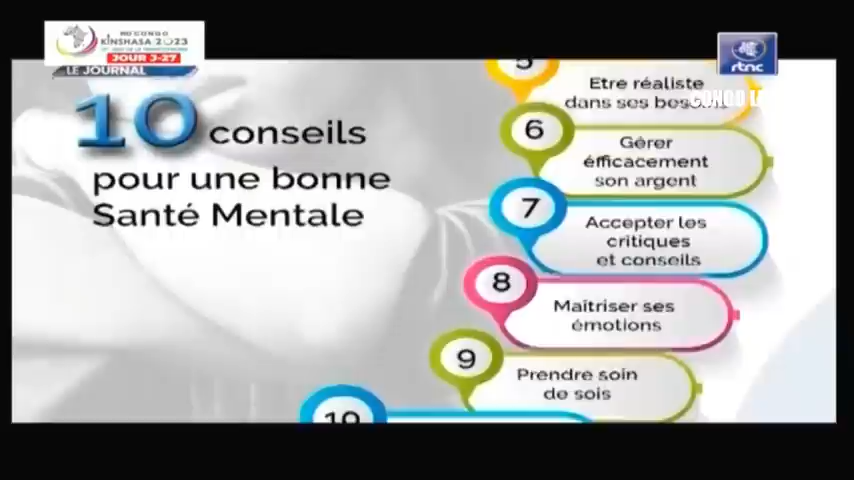 KINSHASA 2023
JOUR J-27
LE JOURNAL
rtnc
10 conseils
pour une bonne
Santé Mentale
5
Etre réaliste
dans ses besoins
6
Gérer
éfficacement
son argent
7
Accepter les
critiques
et conseils
8
Maîtriser ses
émotions
9
Prendre soin
de sois
10